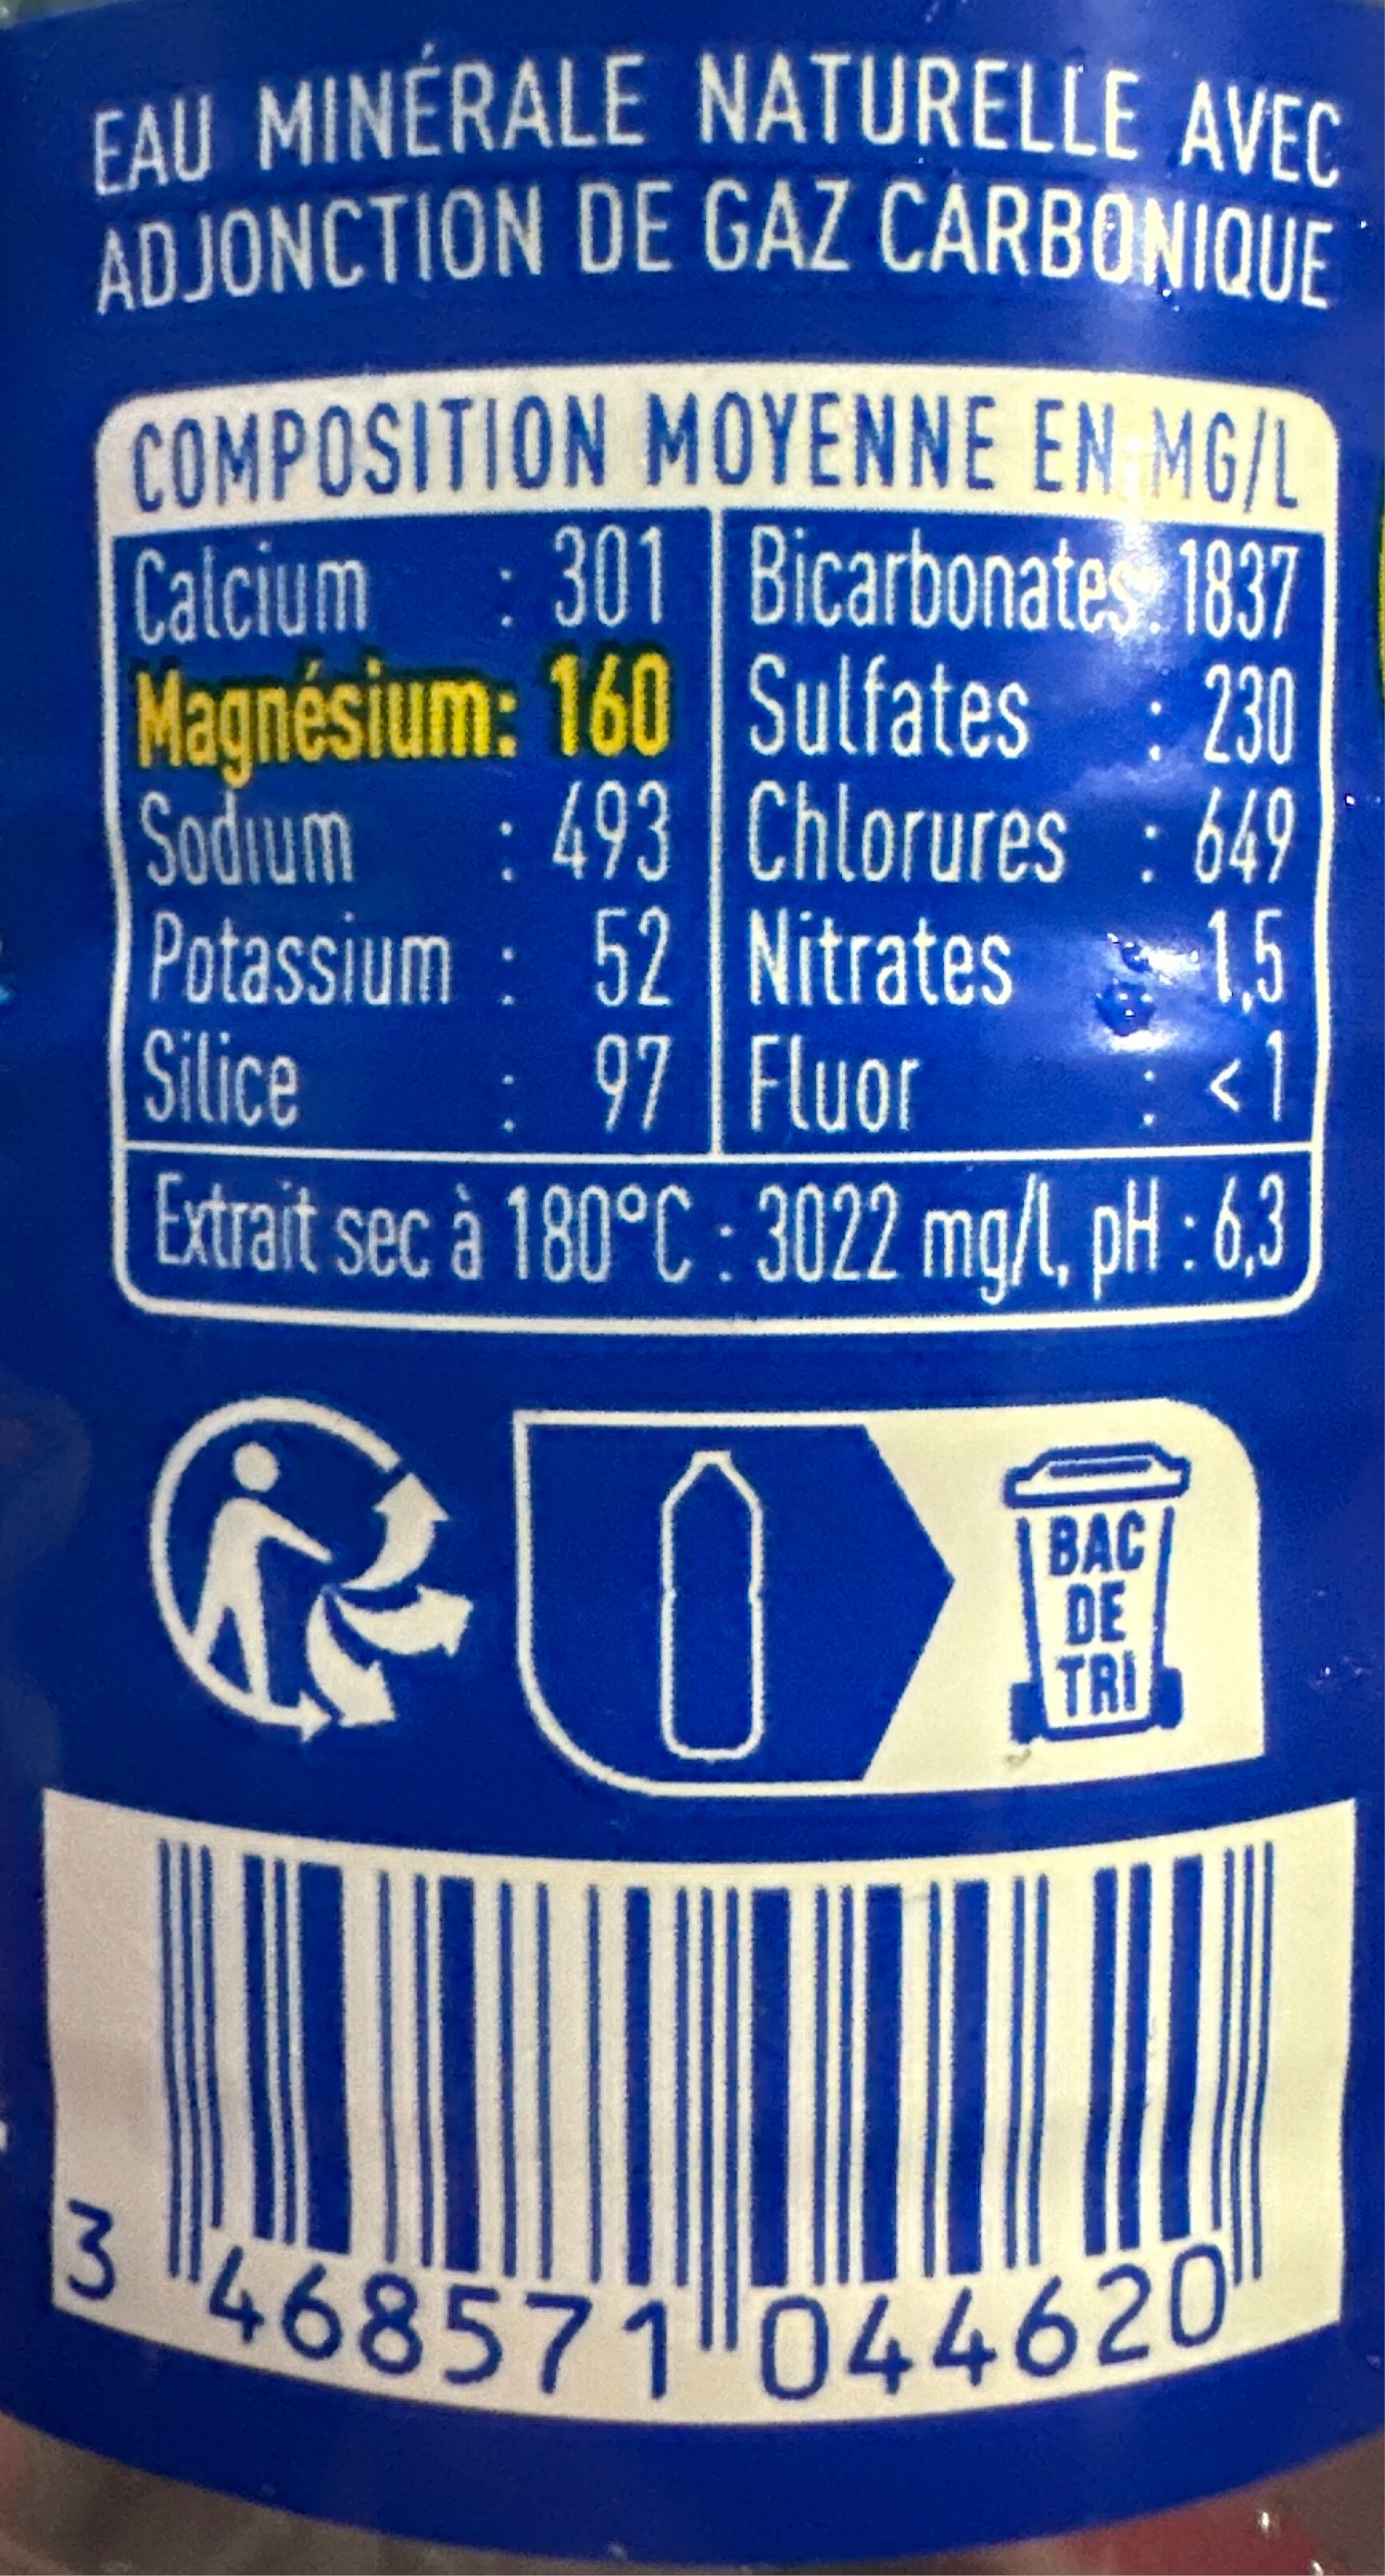 EAU MINÉRALE NATURELLE AVEC
ADJONCTION DE GAZ CARBONIQUE
COMPOSITION MOYENNE EN MG/L
Calcium : 301
Magnésium: 160
Sodium : 493
Potassium : 52
Silice : 97
Bicarbonates: 1837
Sulfates : 230
Chlorures : 649
Nitrates : 1,5
Fluor : < 1
Extrait sec à 180°C : 3022 mg/l, pH : 6,3
BAC
DE
TRI
3 468571 044620